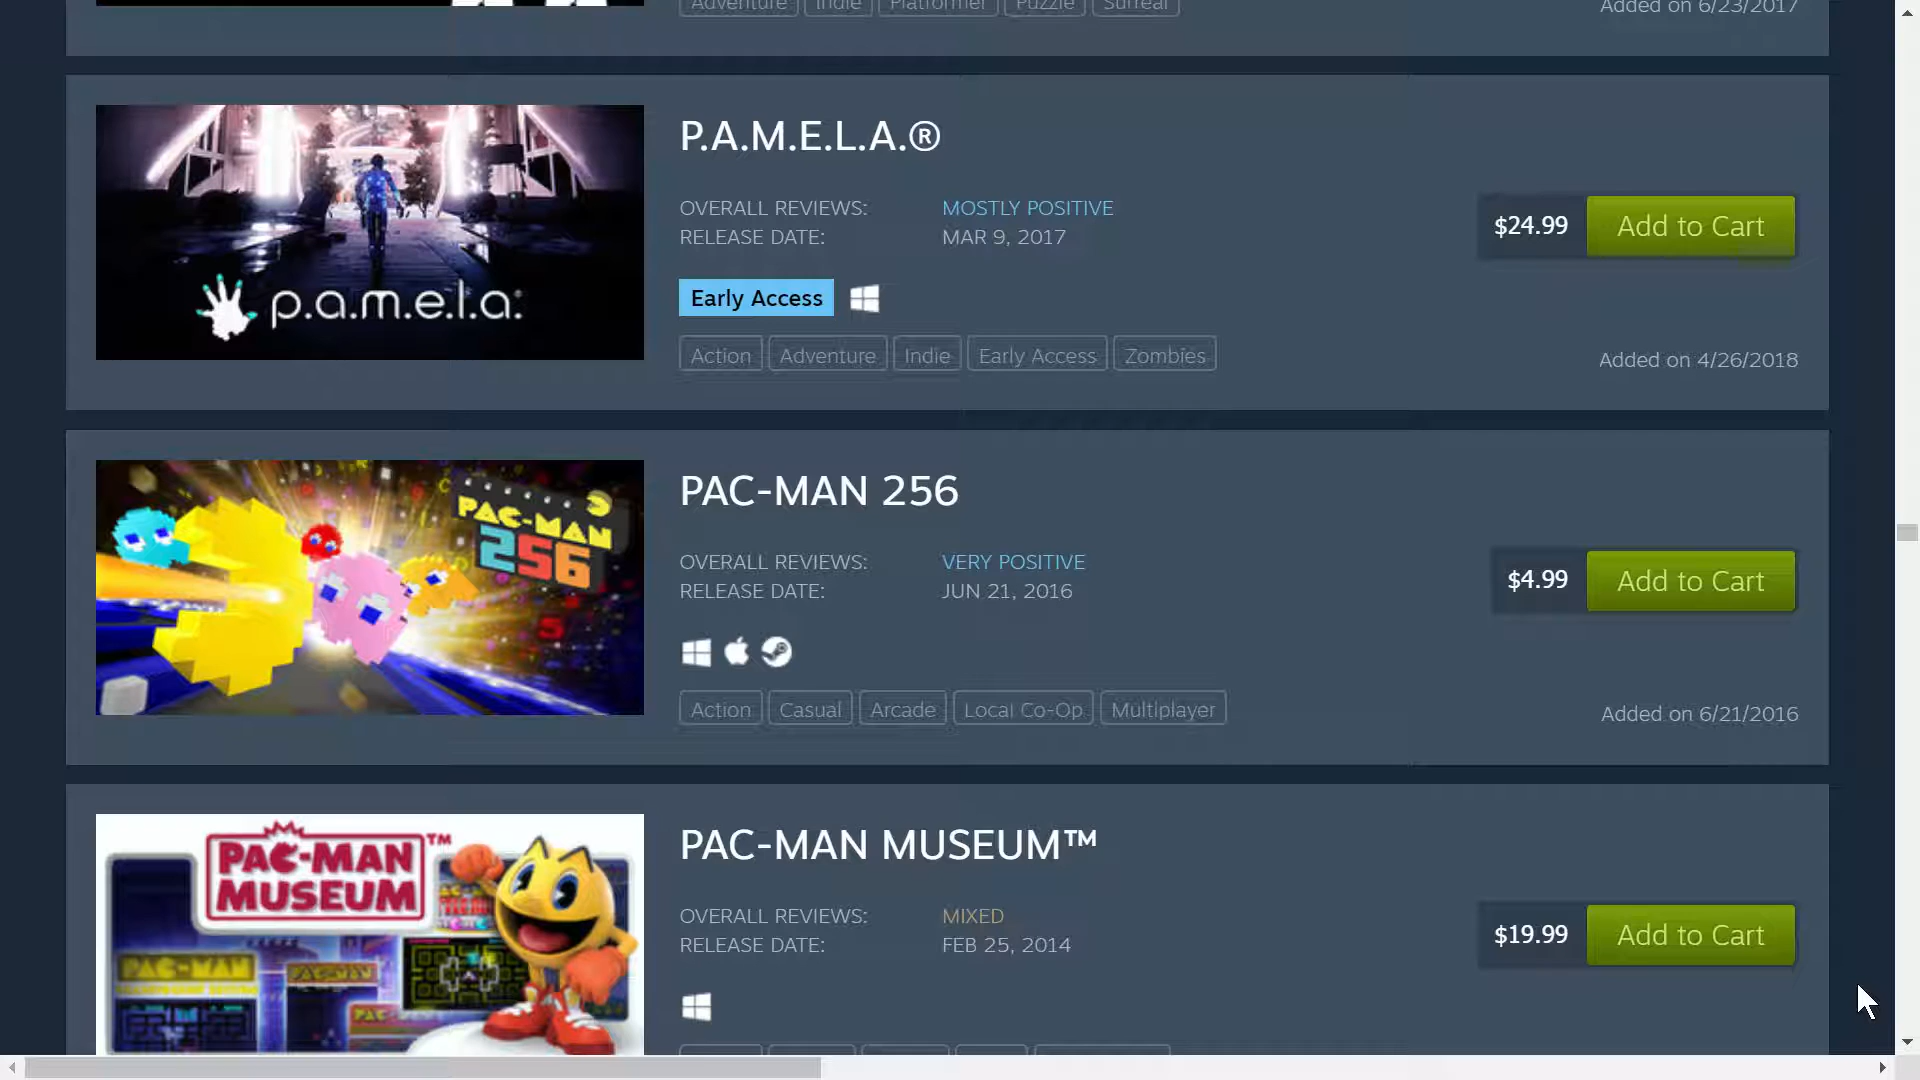 Adventure Indie Platformer Puzzle Surreal
Added on 6/23/2017
p.a.m.e.l.a.®
P.A.M.E.L.A.®
OVERALL REVIEWS: MOSTLY POSITIVE
RELEASE DATE: MAR 9, 2017
$24.99 Add to Cart
Early Access
Action Adventure Indie Early Access Zombies
Added on 4/26/2018
PAC-MAN
256
PAC-MAN 256
OVERALL REVIEWS: VERY POSITIVE
RELEASE DATE: JUN 21, 2016
$4.99 Add to Cart
Action Casual Arcade Local Co-Op Multiplayer
Added on 6/21/2016
PAC-MAN™
MUSEUM
PAC-MAN
PAC-MAN
PAC-MAN MUSEUM™
OVERALL REVIEWS: MIXED
RELEASE DATE: FEB 25, 2014
$19.99 Add to Cart